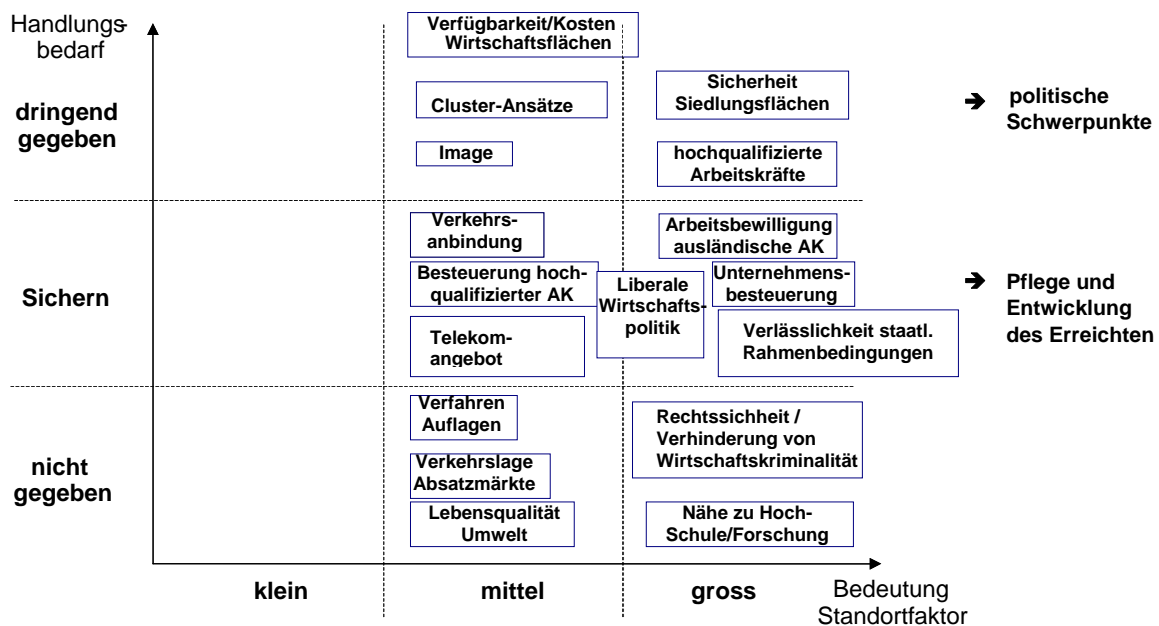 Handlungs-
bedarf
Verfügbarkeit/Kosten
Wirtschaftsflächen
dringend
gegeben
Cluster-Ansätze
Sicherheit
Siedlungsflächen
➔ politische
Schwerpunkte
Image
hochqualifizierte
Arbeitskräfte
Sichern
Verkehrs-
anbindung
Arbeitsbewilligung
ausländische AK
Besteuerung hoch-
qualifizierter AK
Liberale
Wirtschafts-
politik
Unternehmens-
besteuerung
➔ Pflege und
Entwicklung
des Erreichten
Telekom-
angebot
Verlässlichkeit staatl.
Rahmenbedingungen
nicht
gegeben
Verfahren
Auflagen
Rechtssichheit /
Verhinderung von
Wirtschaftskriminalität
Verkehrslage
Absatzmärkte
Lebensqualität
Umwelt
Nähe zu Hoch-
Schule/Forschung
klein
mittel
gross
Bedeutung
Standortfaktor